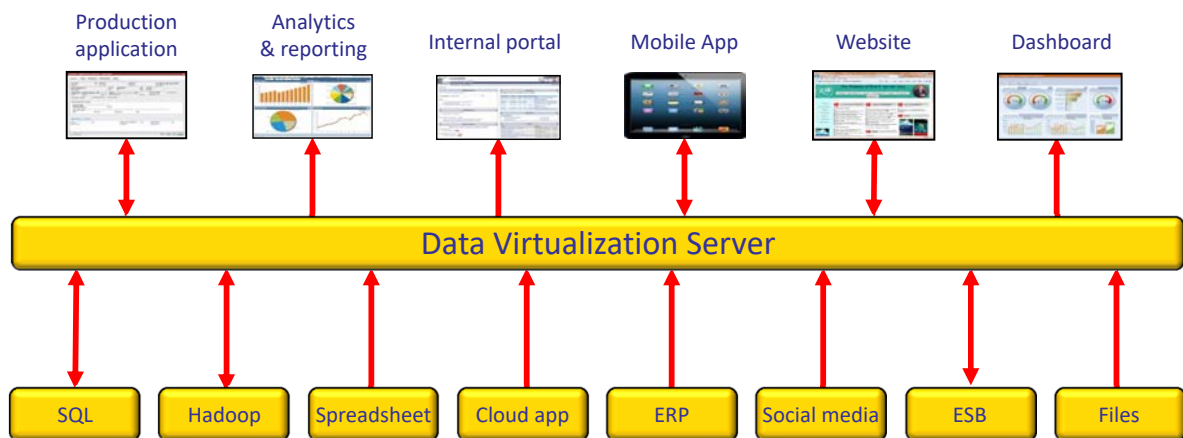 Production
application
Analytics
& reporting
Internal portal
Mobile App
Website
Dashboard
Data Virtualization Server
SQL
Hadoop
Spreadsheet
Cloud app
ERP
Social media
ESB
Files